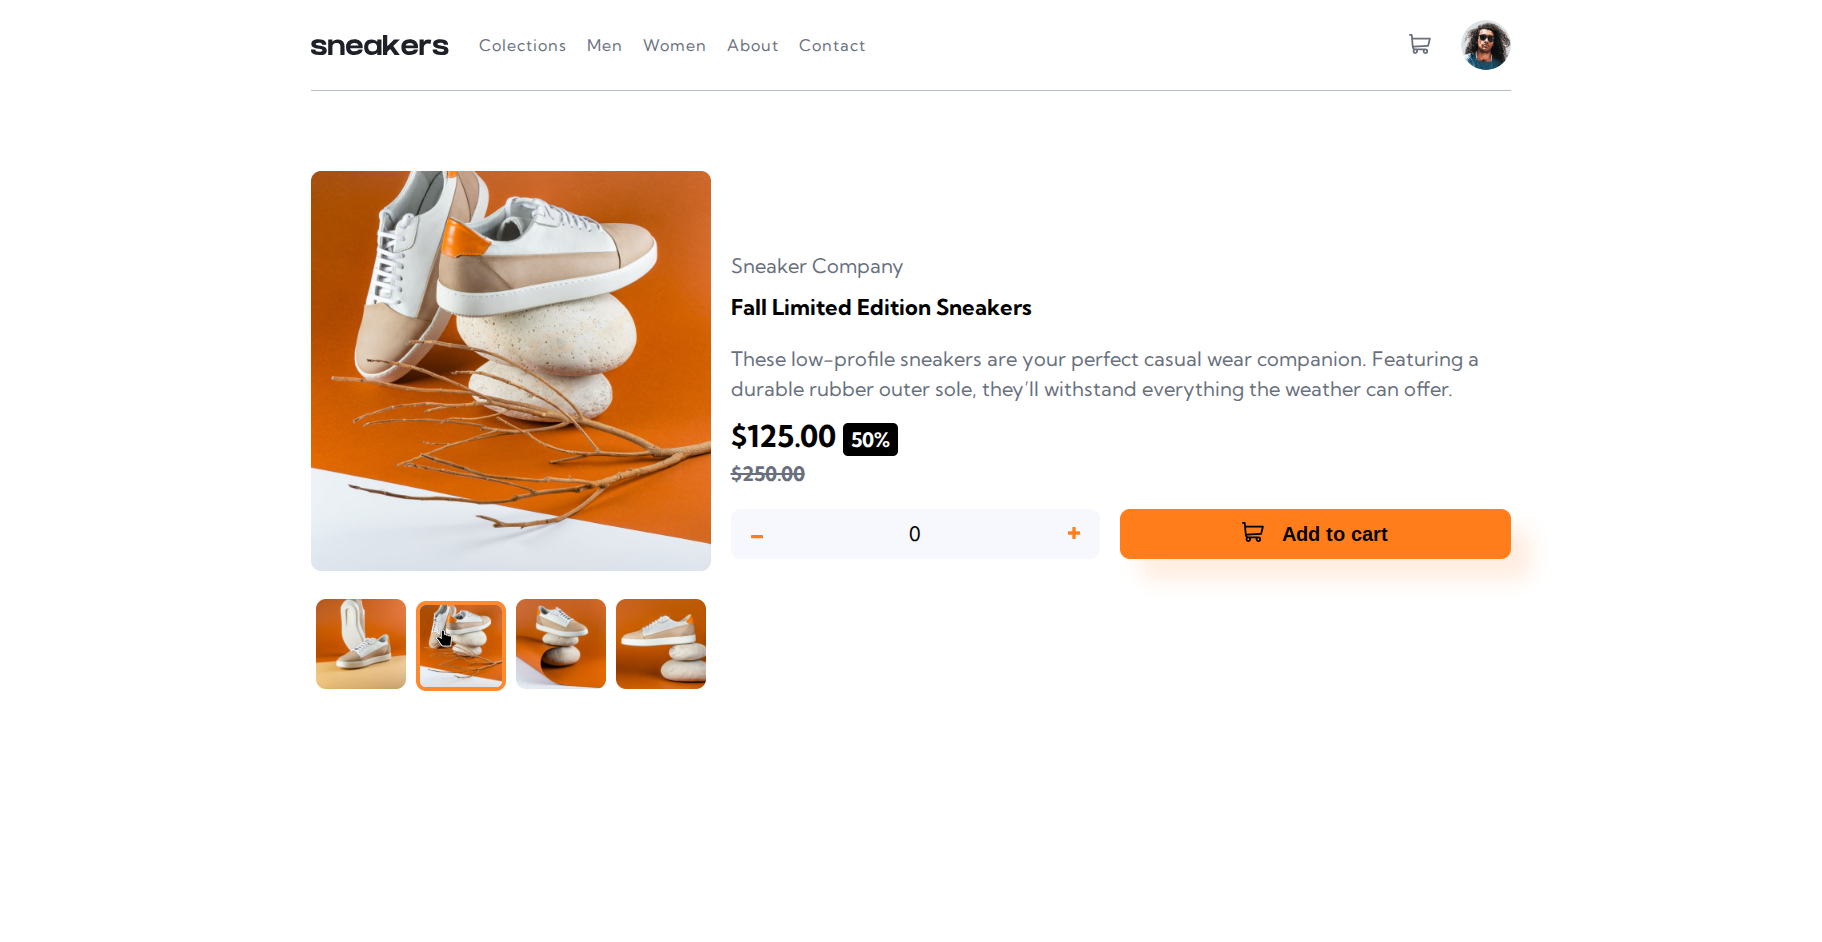 sneakers Colections Men Women About Contact
Sneaker Company
Fall Limited Edition Sneakers
These low-profile sneakers are your perfect casual wear companion. Featuring a
durable rubber outer sole, they’ll withstand everything the weather can offer.
$125.00 50%
$250.00
- 0 + Add to cart